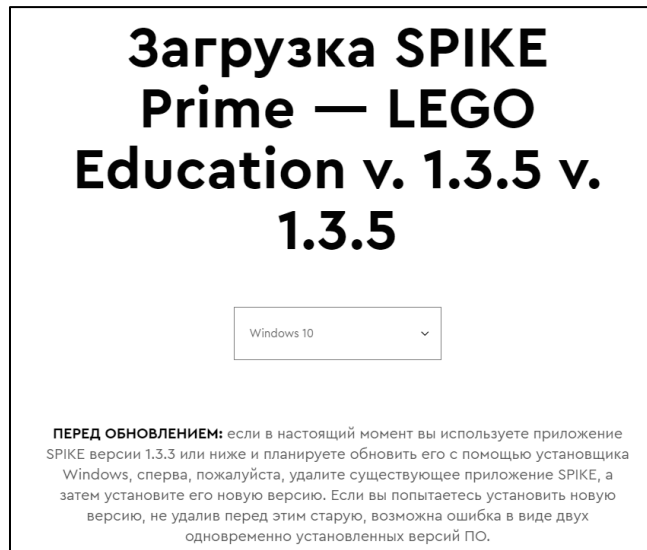 Загрузка SPIKE
Prime — LEGO
Education v. 1.3.5 v.
1.3.5
Windows 10
ПЕРЕД ОБНОВЛЕНИЕМ: если в настоящий момент вы используете приложение
SPIKE версии 1.3.3 или ниже и планируете обновить его с помощью установщика
Windows, сперва, пожалуйста, удалите существующее приложение SPIKE, а
затем установите его новую версию. Если вы попытаетесь установить новую
версию, не удалив перед этим старую, возможна ошибка в виде двух
одновременно установленных версий ПО.